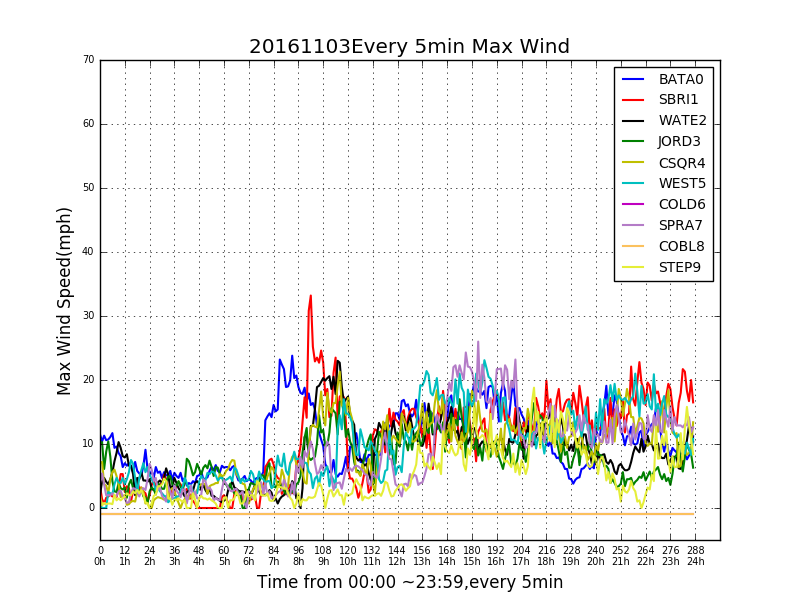 20161103Every 5min Max Wind
70
60
50
40
30
20
10
0
Max Wind Speed(mph)
BATA0
SBRI1
WATE2
JORD3
CSQR4
WEST5
COLD6
SPRA7
COBL8
STEP9
0 12 24 36 48 60 72 84 96 108 120 132 144 156 168 180 192 204 216 228 240 252 264 276 288
0h 1h 2h 3h 4h 5h 6h 7h 8h 9h 10h 11h 12h 13h 14h 15h 16h 17h 18h 19h 20h 21h 22h 23h 24h
Time from 00:00 ~23:59,every 5min